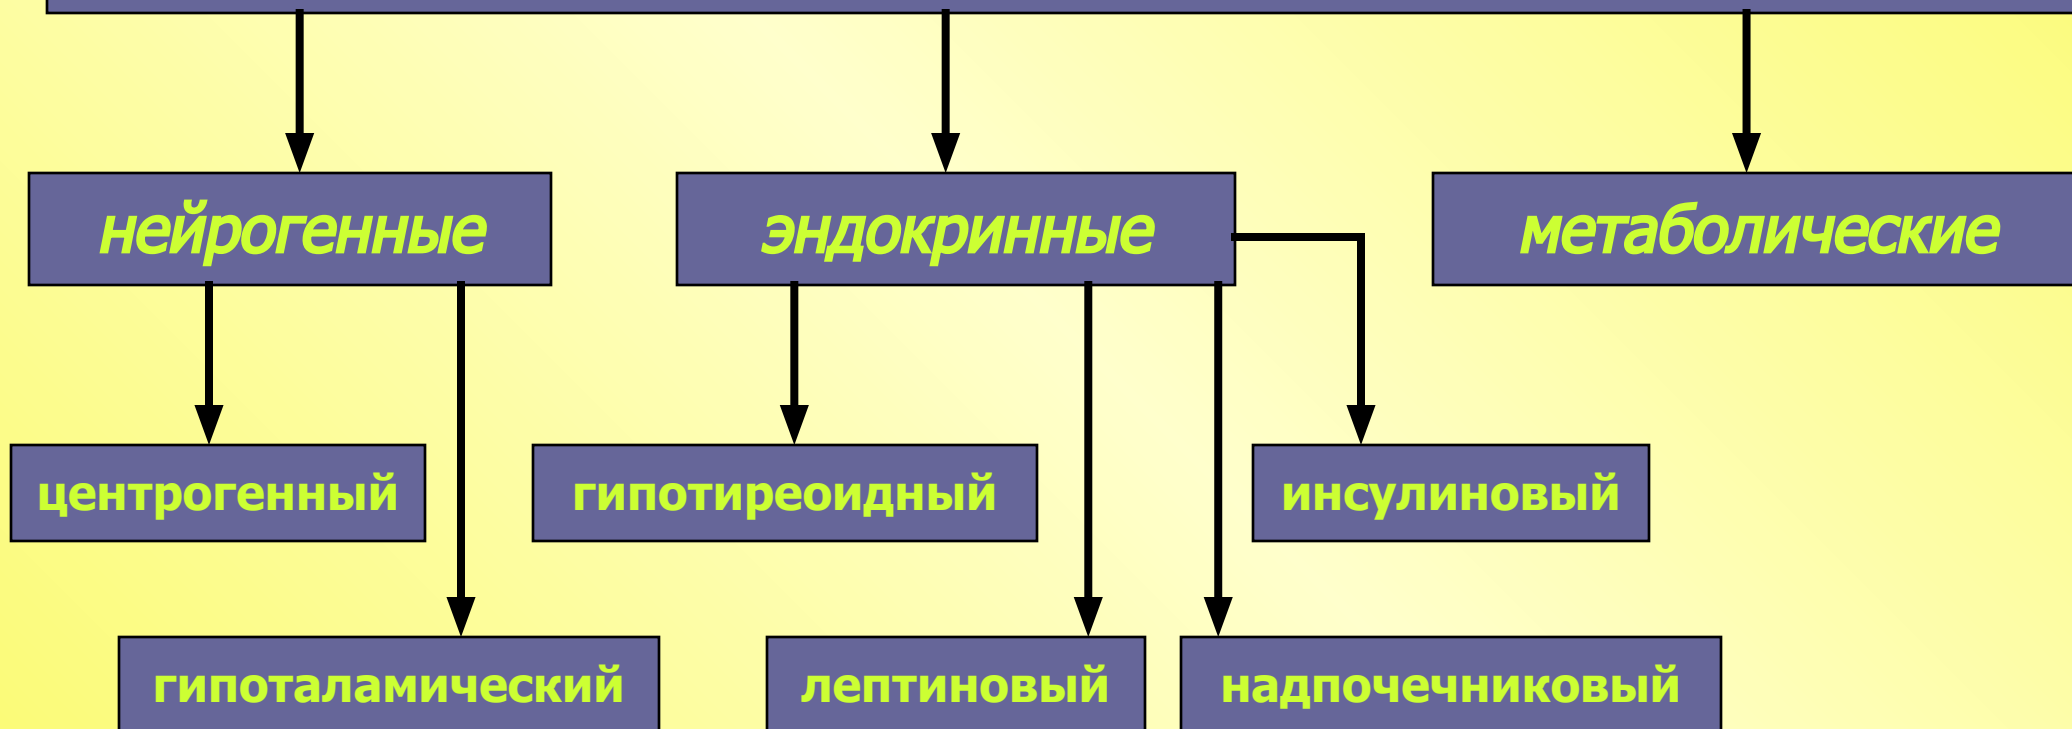 нейрогенные
эндокринные
метаболические
центрогенный
гипотиреоидный
инсулиновый
гипоталамический
лептиновый
надпочечниковый